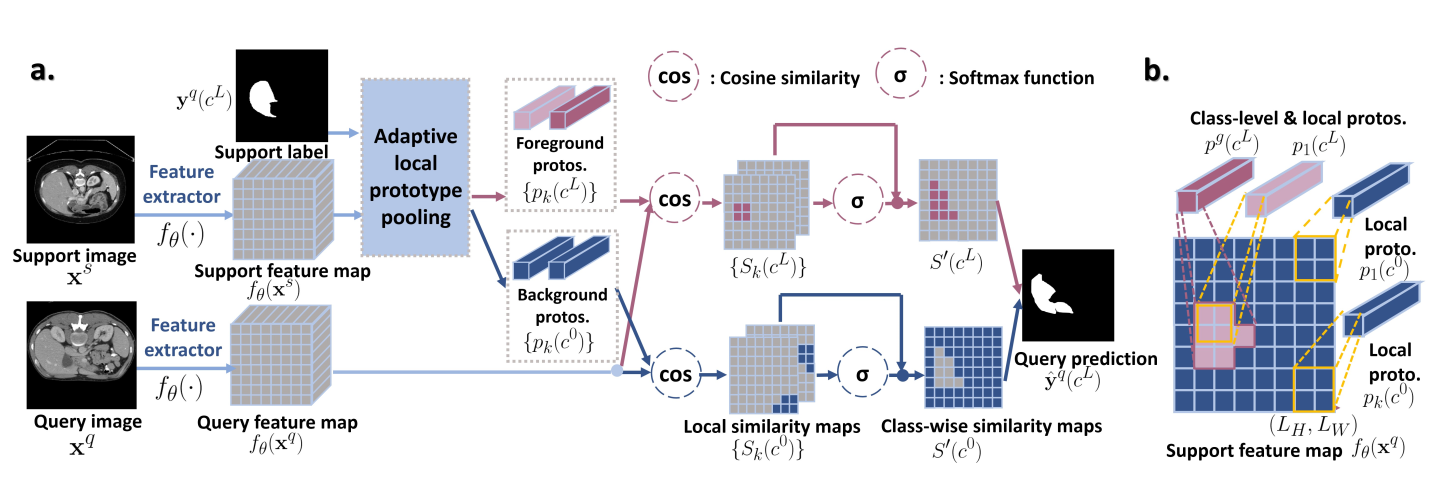 a.
cos : Cosine similarity
σ : Softmax function
b.
y^q(c^L)
Support label
Adaptive
local
prototype
pooling
Foreground
protos.
{p_k(c^L)}
Background
protos.
{p_k(c^0)}
Feature
extractor
f_θ(·)
Support image
x^s
Support feature map
f_θ(x^s)
Feature
extractor
f_θ(·)
Query image
x^q
Query feature map
f_θ(x^q)
cos
{S_k(c^L)}
σ
S′(c^L)
cos
Local similarity maps
{S_k(c^0)}
σ
Class-wise similarity maps
S′(c^0)
Query prediction
ŷ^q(c^L)
Class-level & local protos.
p^g(c^L)
p_1(c^L)
Local
proto.
p_1(c^0)
Local
proto.
p_k(c^0)
(L_H, L_W)
Support feature map f_θ(x^q)